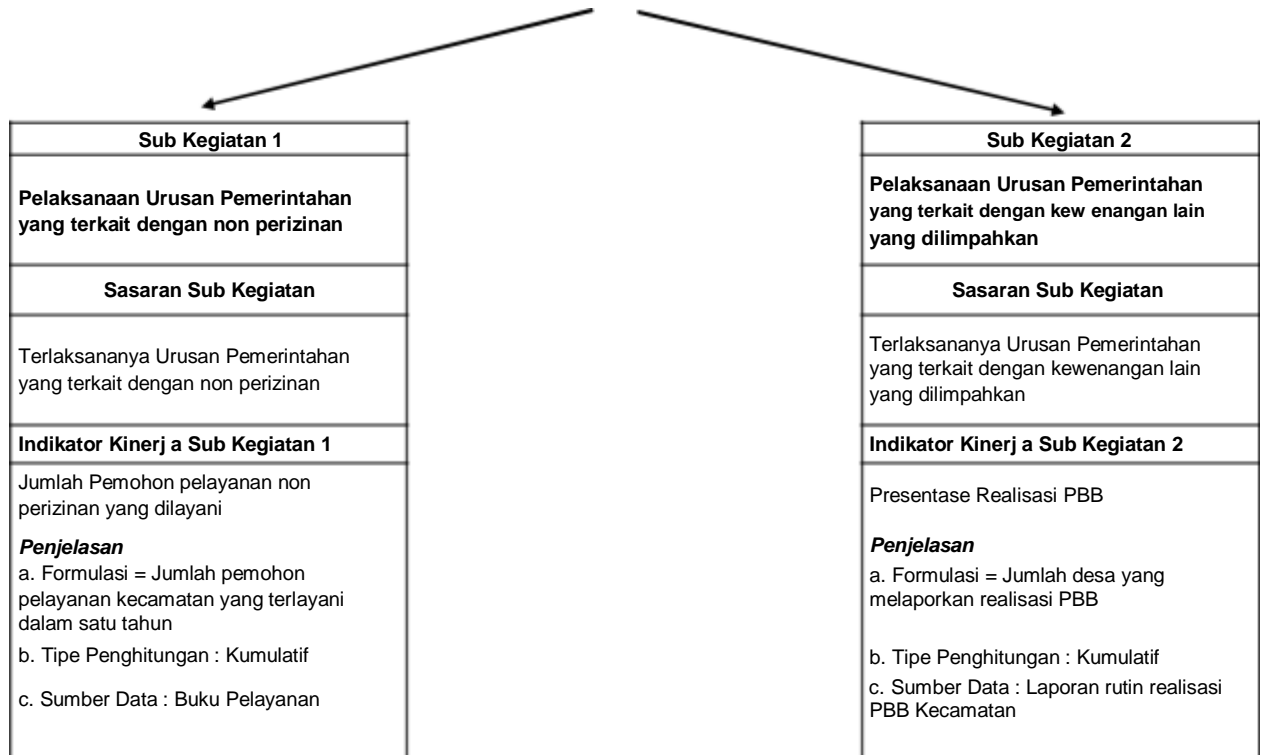 Sub Kegiatan 1
Pelaksanaan Urusan Pemerintahan
yang terkait dengan non perizinan
Sasaran Sub Kegiatan
Terlaksananya Urusan Pemerintahan
yang terkait dengan non perizinan
Indikator Kinerj a Sub Kegiatan 1
Jumlah Pemohon pelayanan non
perizinan yang dilayani
Penjelasan
a. Formulasi = Jumlah pemohon
pelayanan kecamatan yang terlayani
dalam satu tahun
b. Tipe Penghitungan : Kumulatif
c. Sumber Data : Buku Pelayanan
Sub Kegiatan 2
Pelaksanaan Urusan Pemerintahan
yang terkait dengan kew enangan lain
yang dilimpahkan
Sasaran Sub Kegiatan
Terlaksananya Urusan Pemerintahan
yang terkait dengan kewenangan lain
yang dilimpahkan
Indikator Kinerj a Sub Kegiatan 2
Presentase Realisasi PBB
Penjelasan
a. Formulasi = Jumlah desa yang
melaporkan realisasi PBB
b. Tipe Penghitungan : Kumulatif
c. Sumber Data : Laporan rutin realisasi
PBB Kecamatan